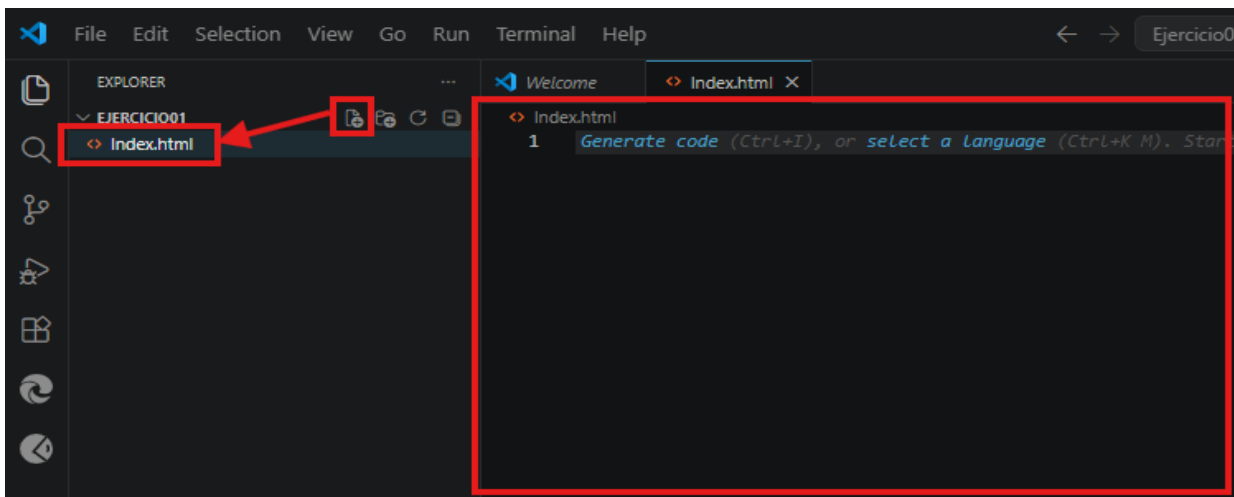 File Edit Selection View Go Run Terminal Help Ejercicio0
EXPLORER ... Welcome Index.html
EJERCICIO01
Index.html
Index.html
1 Generate code (Ctrl+I), or select a language (Ctrl+K M). Start